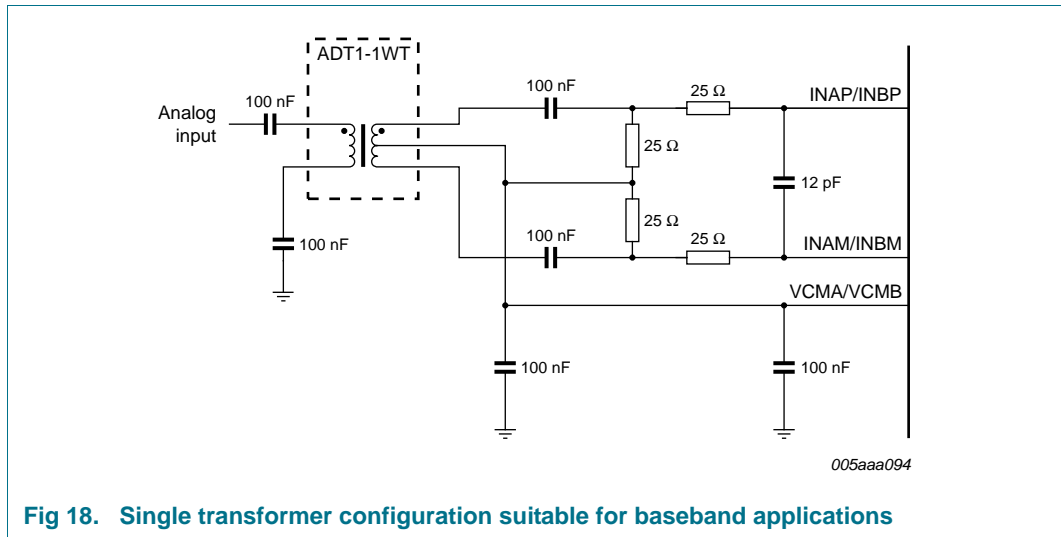 ADT1-1WT
100 nF
25 Ω
INAP/INBP
Analog
input
100 nF
25 Ω
12 pF
25 Ω
100 nF
100 nF
25 Ω
INAM/INBM
VCMA/VCMB
100 nF
100 nF
005aaa094
Fig 18. Single transformer configuration suitable for baseband applications